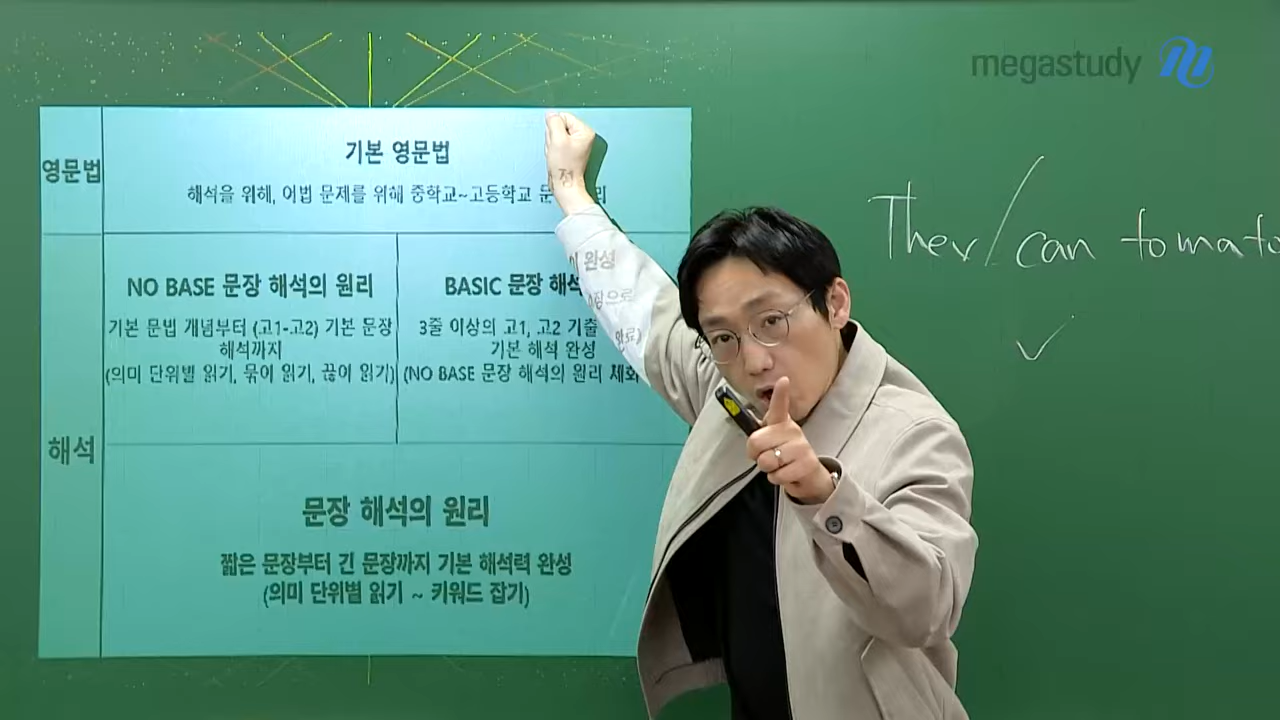 megastudy
영문법
기본 영문법
해석을 위해, 어법 문제를 위해 중학교~고등학교
해석
NO BASE 문장 해석의 원리
기본 문법 개념부터 (고1-고2) 기본 문장
해석까지
(의미 단위별 읽기, 묶어 읽기, 끊어 읽기)
BASIC 문장 해석
3줄 이상의 고1, 고2 기출
기본 해석 완성
(NO BASE 문장 해석의 원리 체화
문장 해석의 원리
짧은 문장부터 긴 문장까지 기본 해석력 완성
(의미 단위별 읽기 ~ 키워드 잡기)
They / can tomato